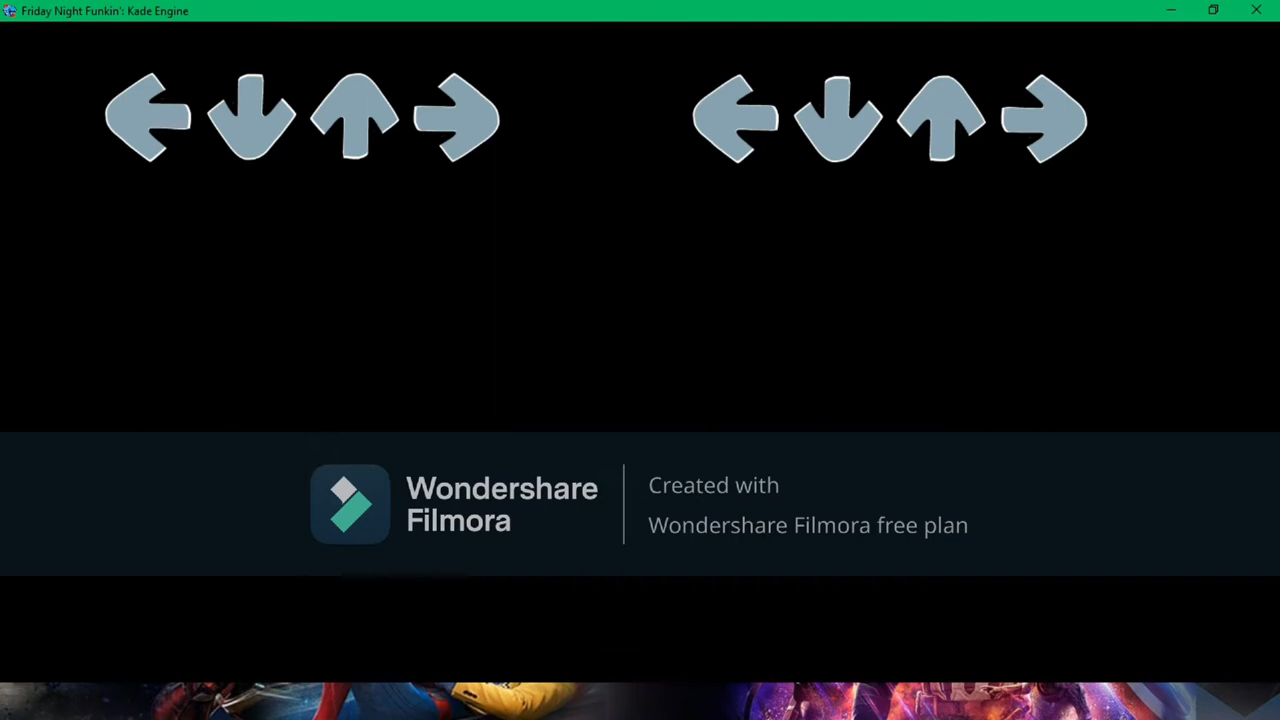 Friday Night Funkin': Kade Engine
Wondershare
Filmora
Created with
Wondershare Filmora free plan